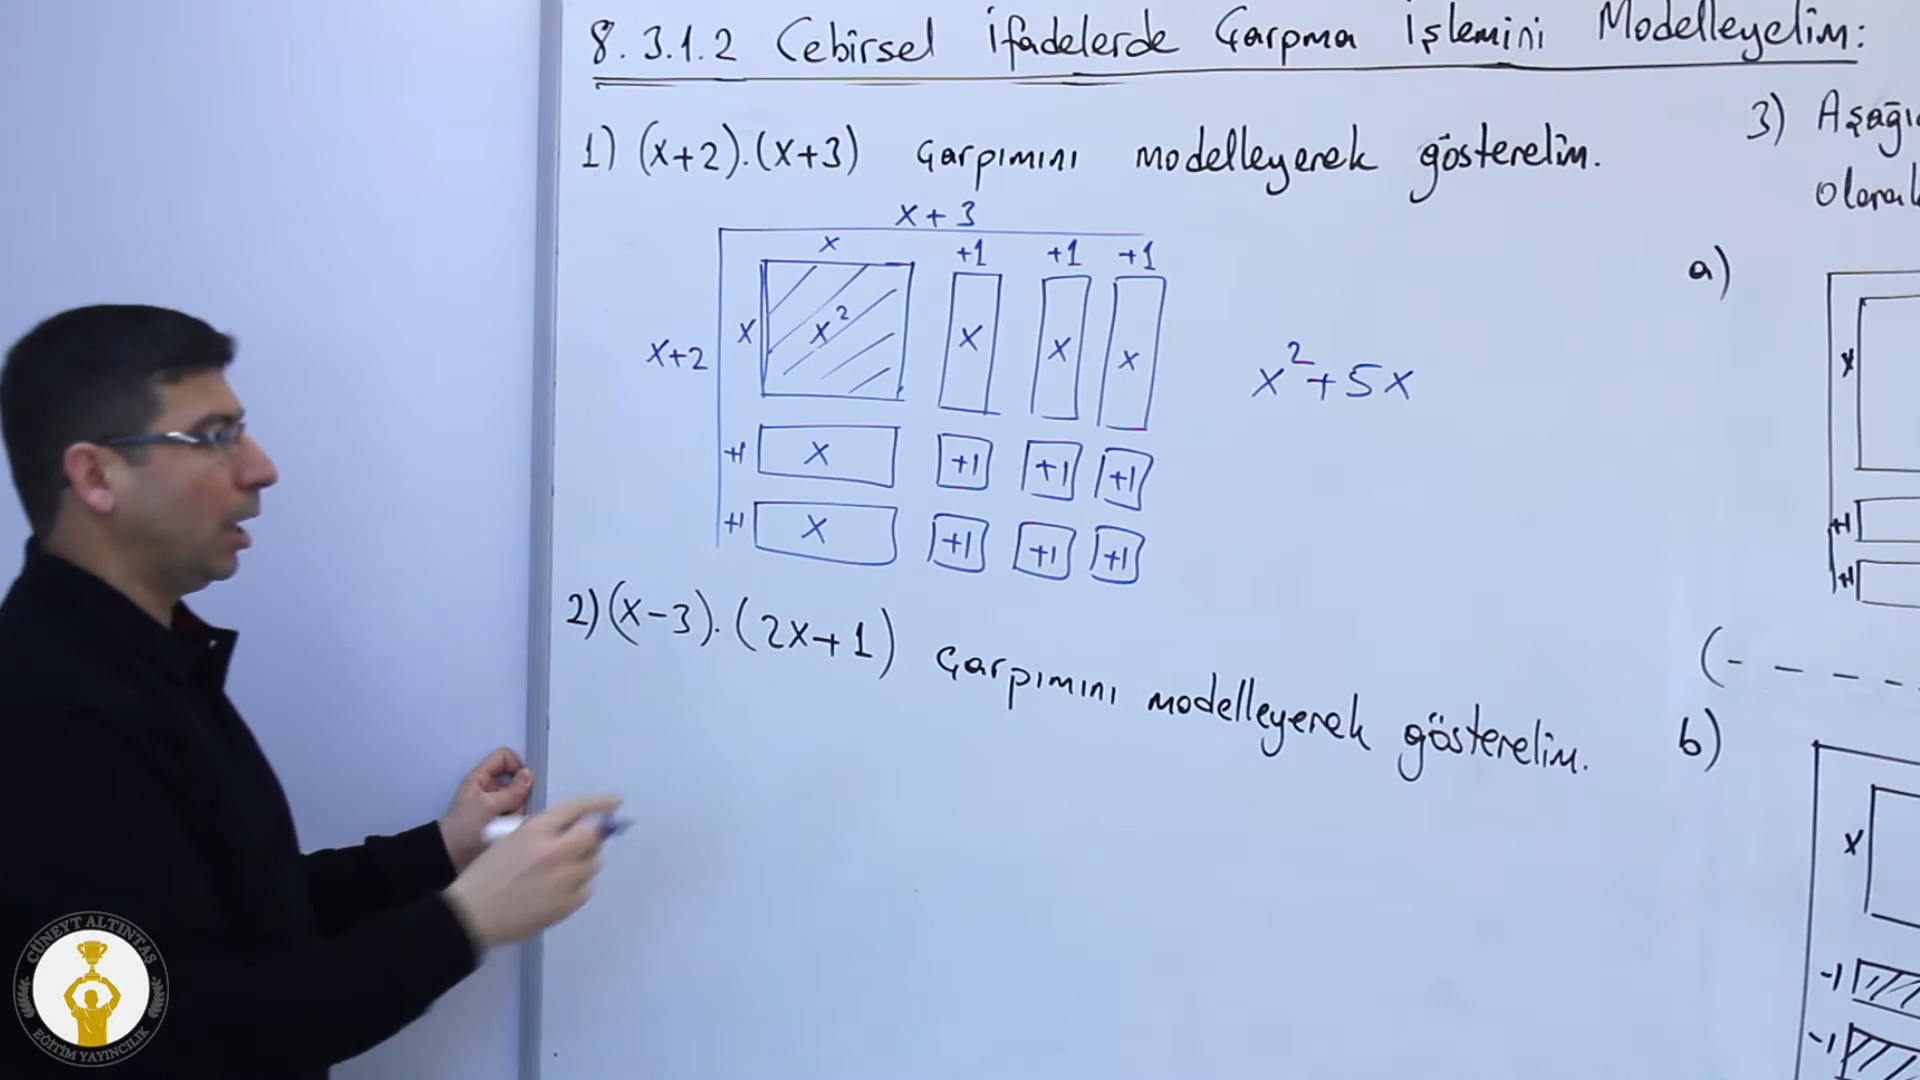 8.3.1.2 Cebirsel İfadelerde Çarpma İşlemini Modelleyelim:
1) (x+2).(x+3) çarpımını modelleyerek gösterelim.
x+3
x +1 +1 +1
x+2
x x² x x x
x²+5x
+1 x +1 +1 +1
+1 x +1 +1 +1
2) (x-3).(2x+1) çarpımını modelleyerek gösterelim.
3)
a)
x
+1
+1
(- - - -
b)
x
-1
-1
CÜNEYT ALTINTAŞ
EĞİTİM YAYINCILIK